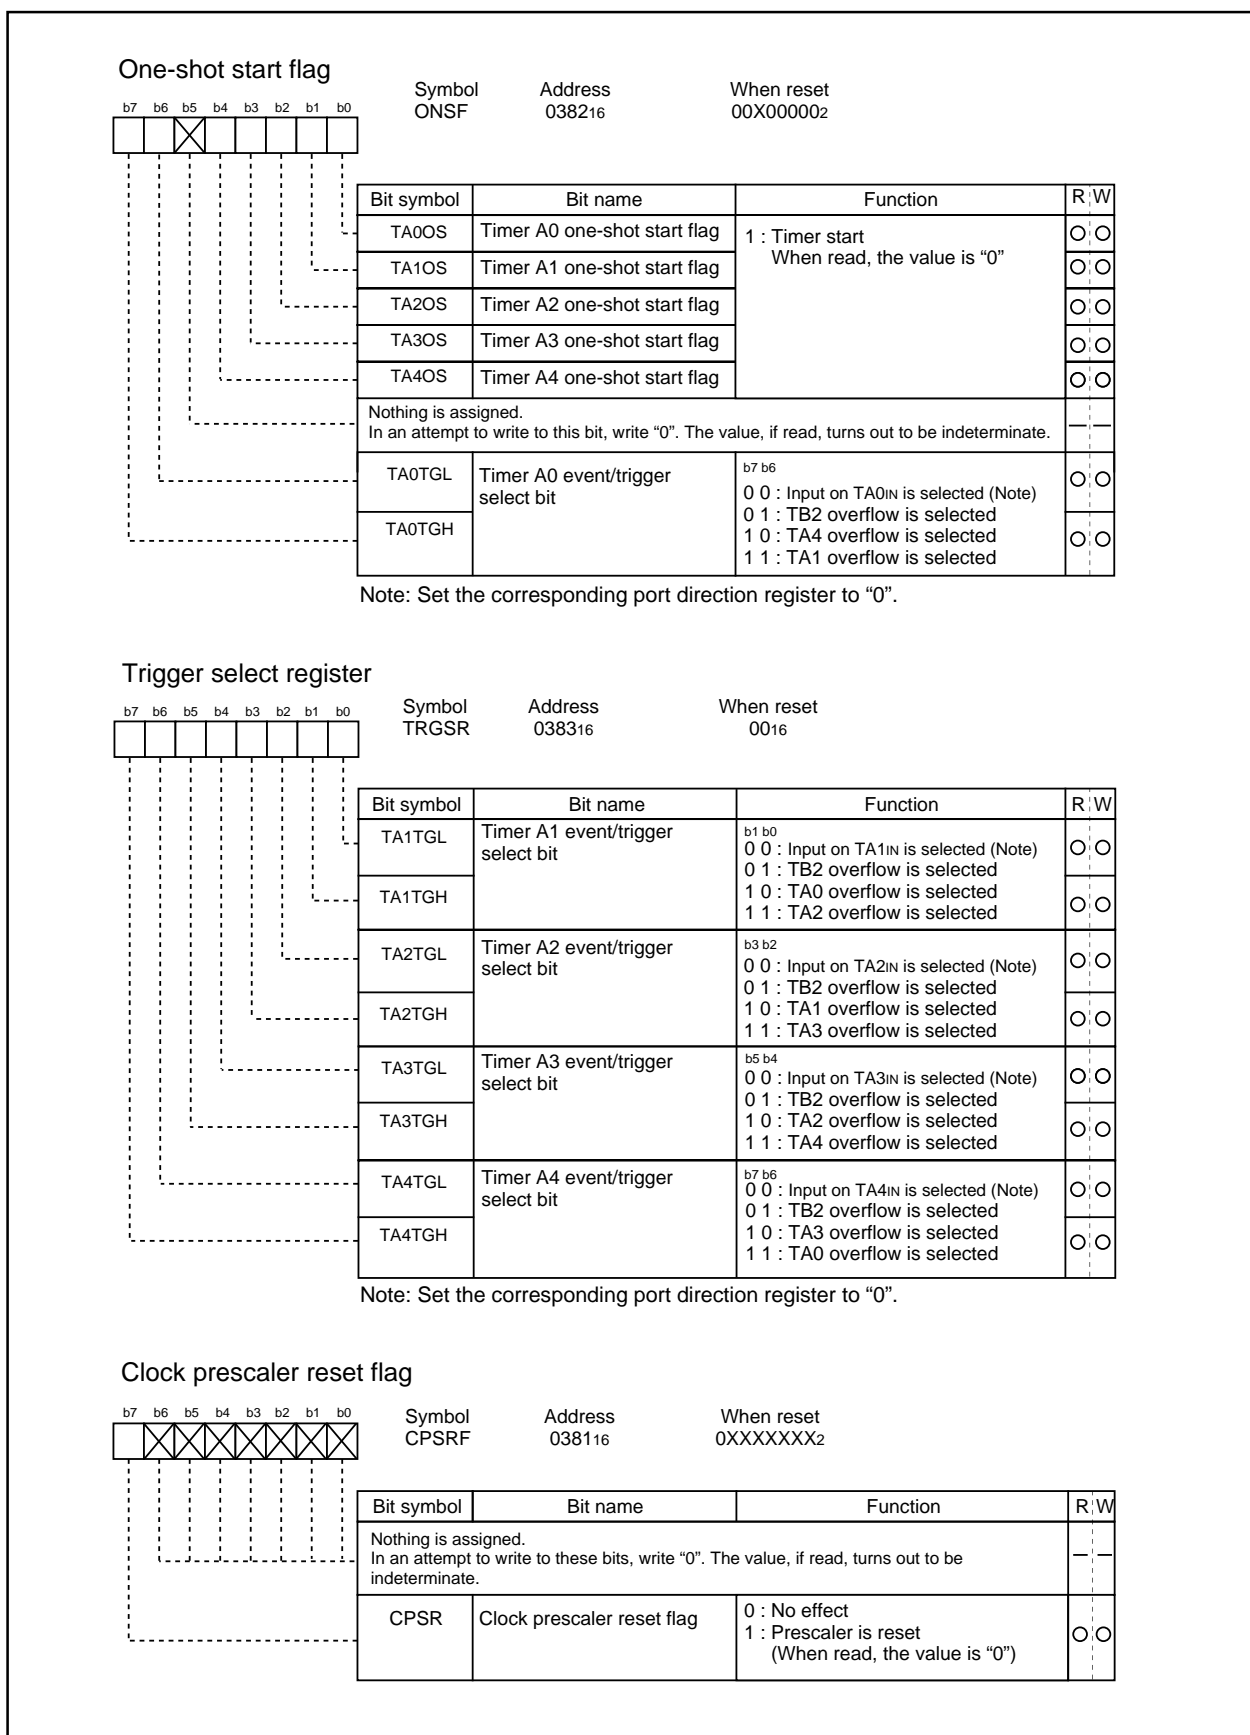 One-shot start flag
Symbol Address When reset
ONSF 038216 00X000002
b7 b6 b5 b4 b3 b2 b1 b0
Bit symbol Bit name Function R W
TA0OS Timer A0 one-shot start flag 1 : Timer start
When read, the value is “0”
TA1OS Timer A1 one-shot start flag
TA2OS Timer A2 one-shot start flag
TA3OS Timer A3 one-shot start flag
TA4OS Timer A4 one-shot start flag
Nothing is assigned.
In an attempt to write to this bit, write “0”. The value, if read, turns out to be indeterminate.
TA0TGL Timer A0 event/trigger
select bit
TA0TGH
b7 b6
0 0 : Input on TA0IN is selected (Note)
0 1 : TB2 overflow is selected
1 0 : TA4 overflow is selected
1 1 : TA1 overflow is selected
Note: Set the corresponding port direction register to “0”.
Trigger select register
Symbol Address When reset
TRGSR 038316 0016
b7 b6 b5 b4 b3 b2 b1 b0
Bit symbol Bit name Function R W
TA1TGL Timer A1 event/trigger
select bit
TA1TGH
b1 b0
0 0 : Input on TA1IN is selected (Note)
0 1 : TB2 overflow is selected
1 0 : TA0 overflow is selected
1 1 : TA2 overflow is selected
TA2TGL Timer A2 event/trigger
select bit
TA2TGH
b3 b2
0 0 : Input on TA2IN is selected (Note)
0 1 : TB2 overflow is selected
1 0 : TA1 overflow is selected
1 1 : TA3 overflow is selected
TA3TGL Timer A3 event/trigger
select bit
TA3TGH
b5 b4
0 0 : Input on TA3IN is selected (Note)
0 1 : TB2 overflow is selected
1 0 : TA2 overflow is selected
1 1 : TA4 overflow is selected
TA4TGL Timer A4 event/trigger
select bit
TA4TGH
b7 b6
0 0 : Input on TA4IN is selected (Note)
0 1 : TB2 overflow is selected
1 0 : TA3 overflow is selected
1 1 : TA0 overflow is selected
Note: Set the corresponding port direction register to “0”.
Clock prescaler reset flag
Symbol Address When reset
CPSRF 038116 0XXXXXXX2
b7 b6 b5 b4 b3 b2 b1 b0
Bit symbol Bit name Function R W
Nothing is assigned.
In an attempt to write to these bits, write “0”. The value, if read, turns out to be
indeterminate.
CPSR Clock prescaler reset flag 0 : No effect
1 : Prescaler is reset
(When read, the value is “0”)